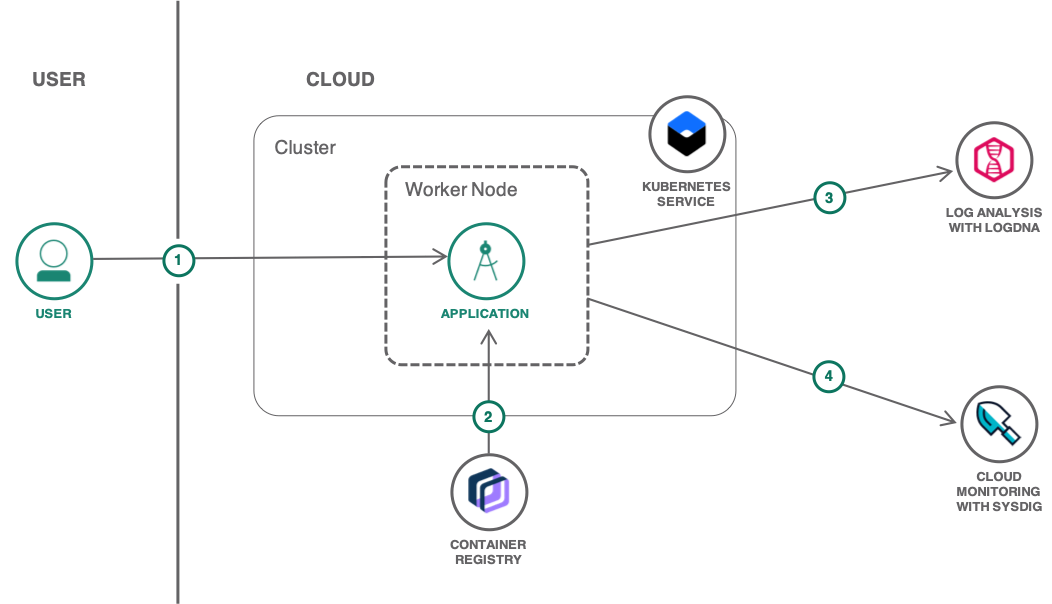 USER
CLOUD
Cluster
Worker Node
KUBERNETES
SERVICE
3
LOG ANALYSIS
WITH LOGDNA
1
USER
APPLICATION
4
2
CLOUD
MONITORING
WITH SYSDIG
CONTAINER
REGISTRY